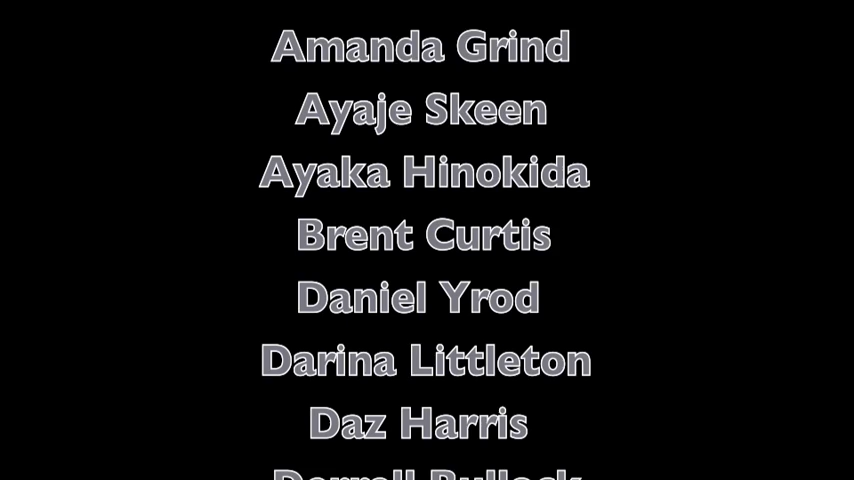 Amanda Grind
Ayaje Skeen
Ayaka Hinokida
Brent Curtis
Daniel Yrod
Darina Littleton
Daz Harris